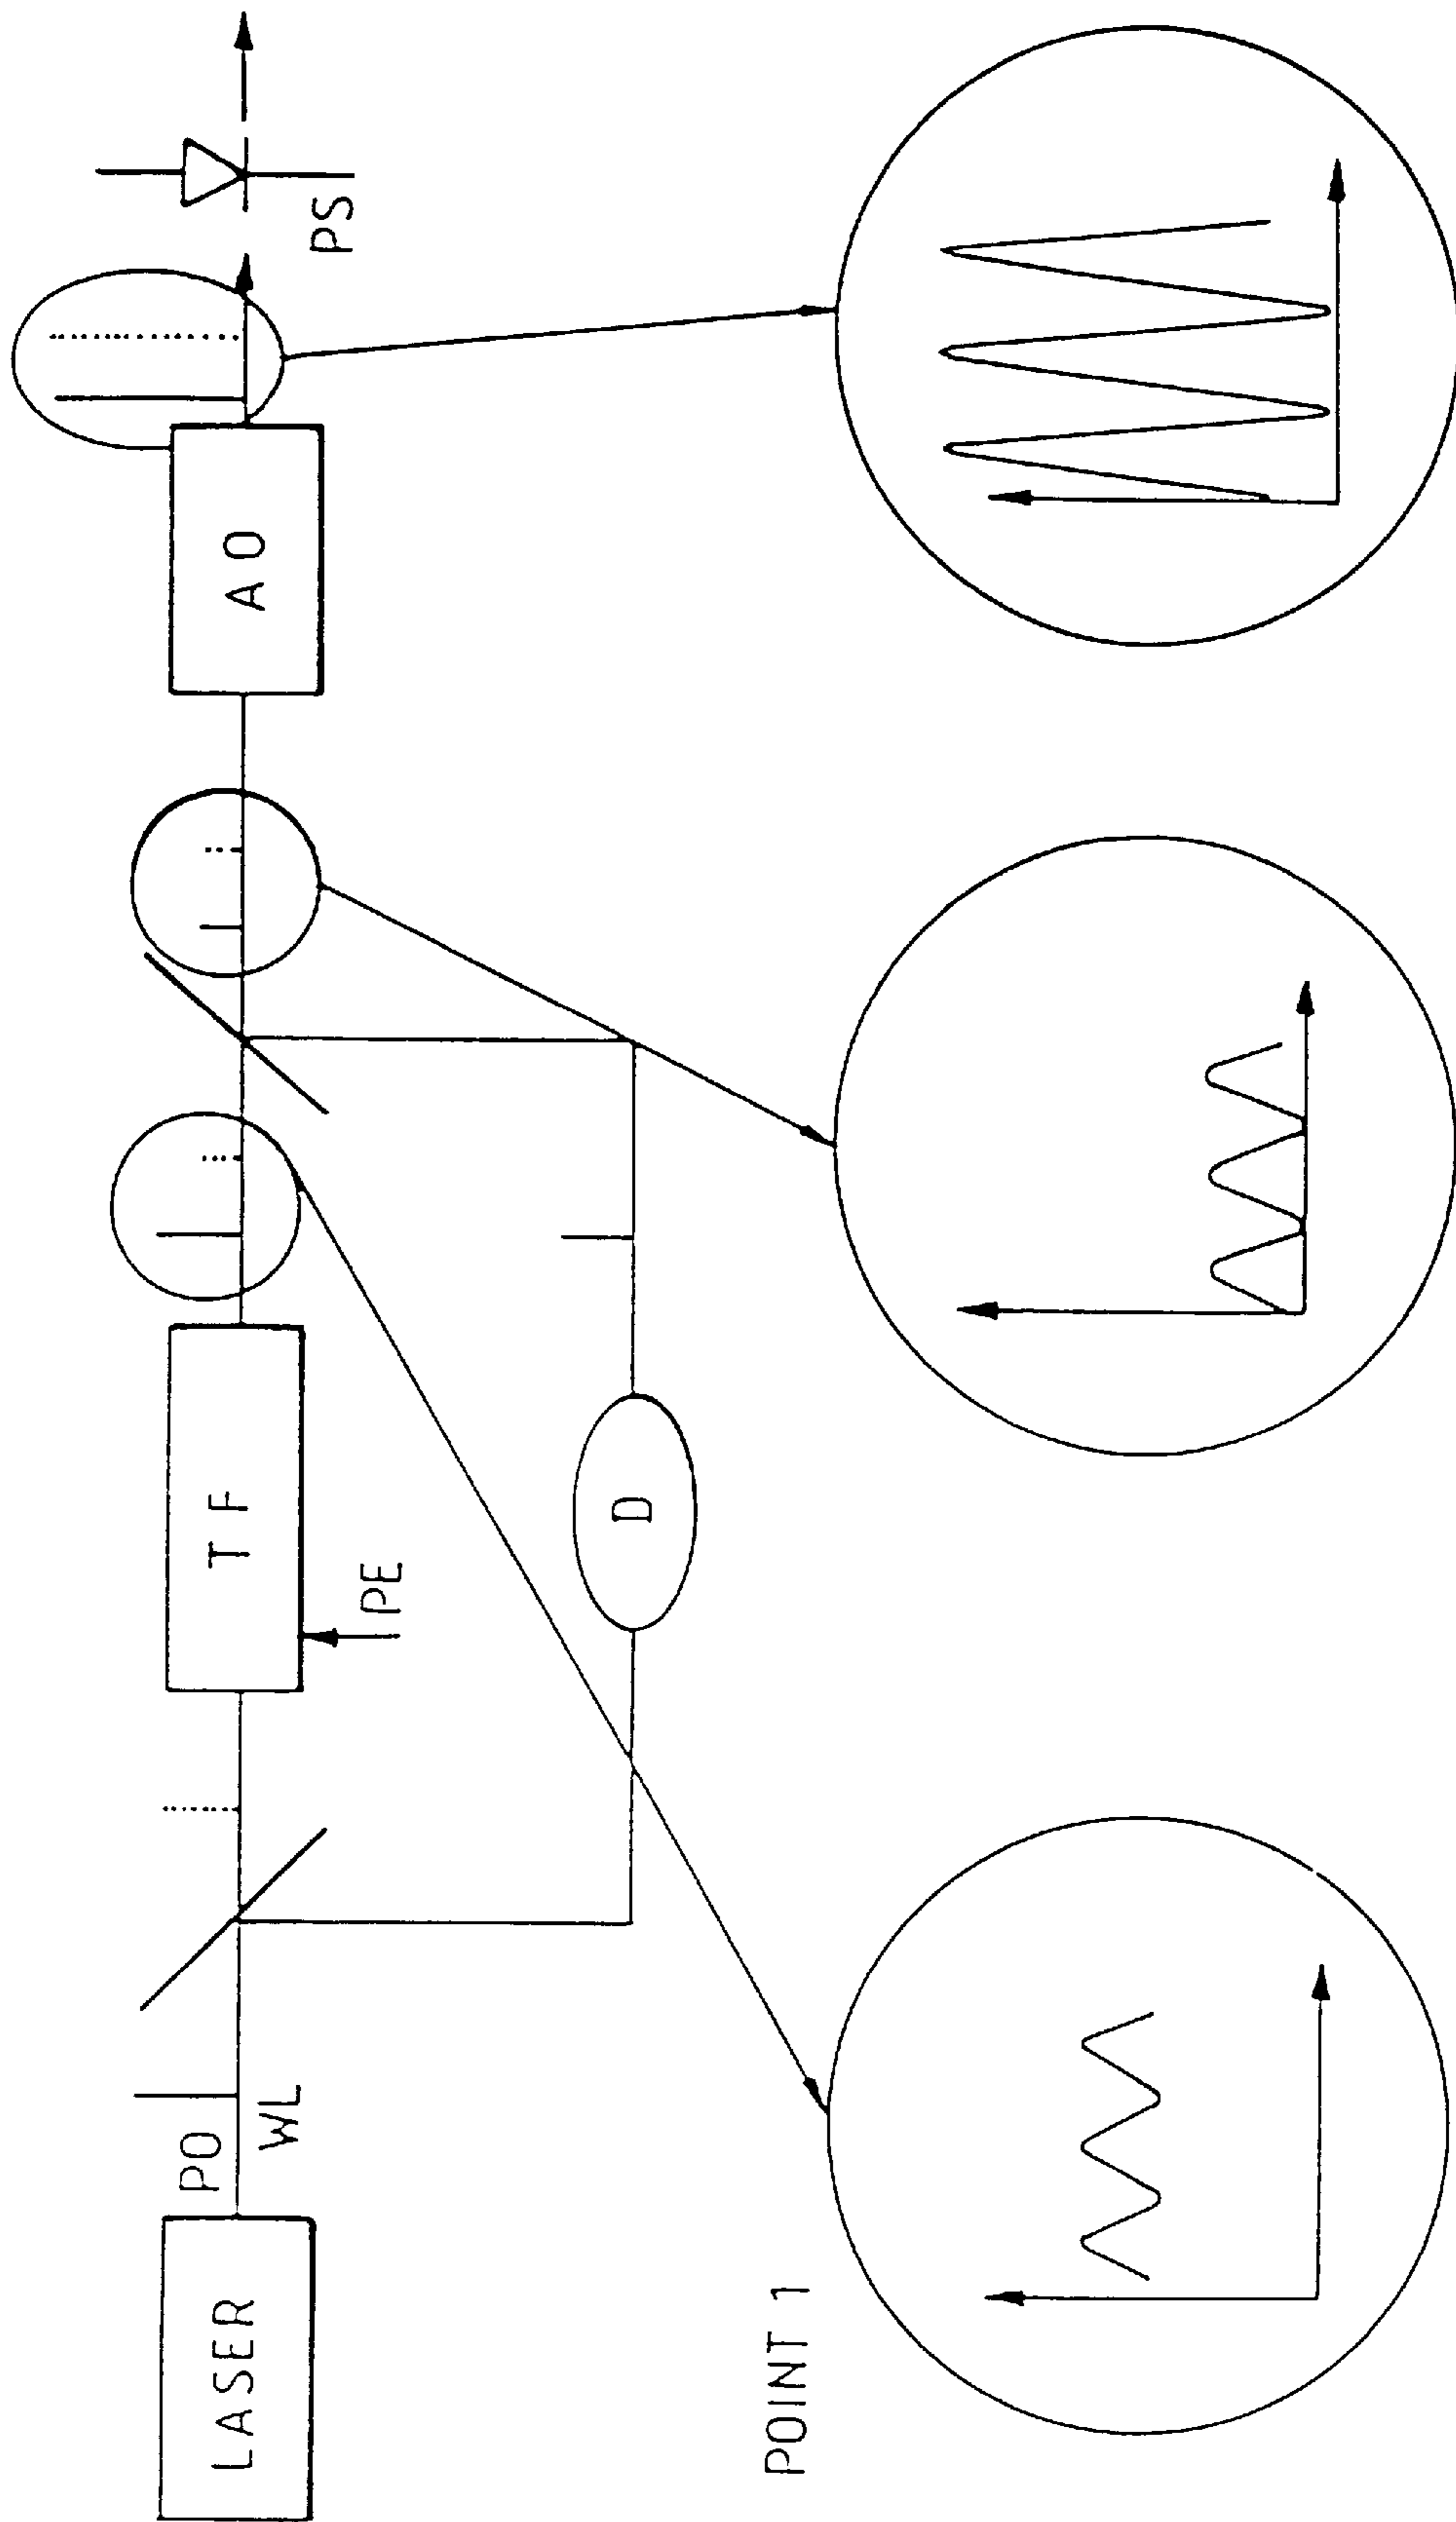 LASER
PO
WL
TF
PE
D
AO
PS
POINT 1